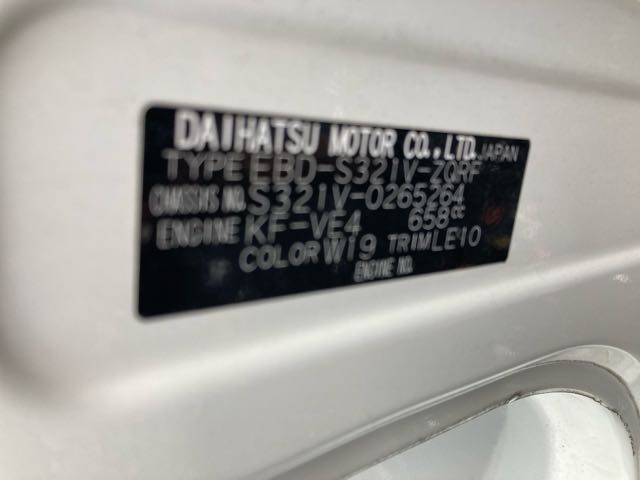 DAIHATSU MOTOR CO.,LTD. JAPAN
TYPE EBD-S321V-ZQRF
CHASSIS NO. S321V-0265264
ENGINE KF-VE4 658cc
COLOR W19 TRIM LE10
ENGINE NO.